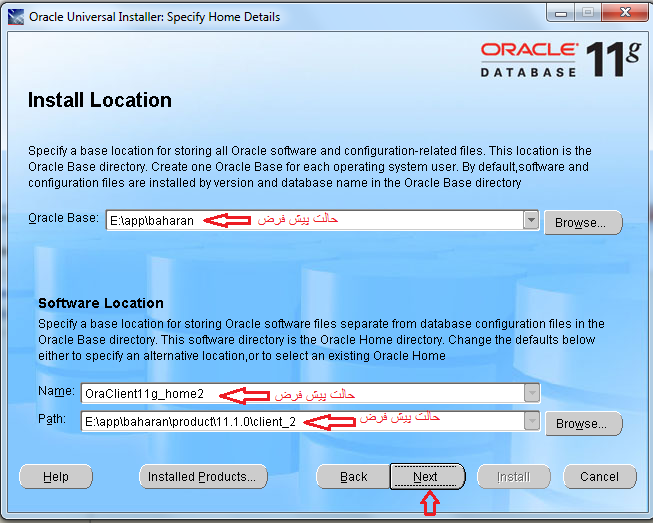 Oracle Universal Installer: Specify Home Details
ORACLE
DATABASE 11g
Install Location
Specify a base location for storing all Oracle software and configuration-related files. This location is the
Oracle Base directory. Create one Oracle Base for each operating system user. By default,software and
configuration files are installed by version and database name in the Oracle Base directory
Oracle Base: E:\app\baharan حالت پیش فرض Browse...
Software Location
Specify a base location for storing Oracle software files separate from database configuration files in the
Oracle Base directory. This software directory is the Oracle Home directory. Change the defaults below
either to specify an alternative location,or to select an existing Oracle Home
Name: OraClient11g_home2 حالت پیش فرض
Path: E:\app\baharan\product\11.1.0\client_2 حالت پیش فرض Browse...
Help Installed Products... Back Next Install Cancel